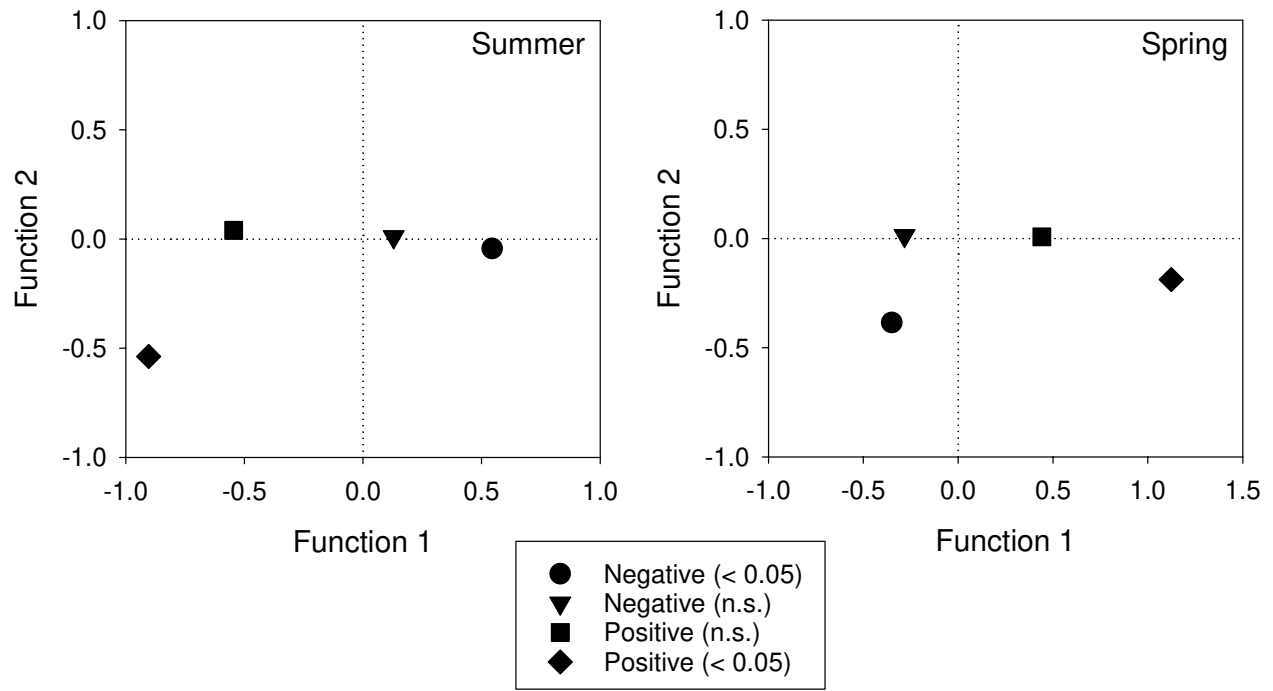 Summer
1.0
0.5
0.0
-0.5
-1.0
Function 2
-1.0 -0.5 0.0 0.5 1.0
Function 1
Spring
1.0
0.5
0.0
-0.5
-1.0
Function 2
-1.0 -0.5 0.0 0.5 1.0 1.5
Function 1
Negative (< 0.05)
Negative (n.s.)
Positive (n.s.)
Positive (< 0.05)